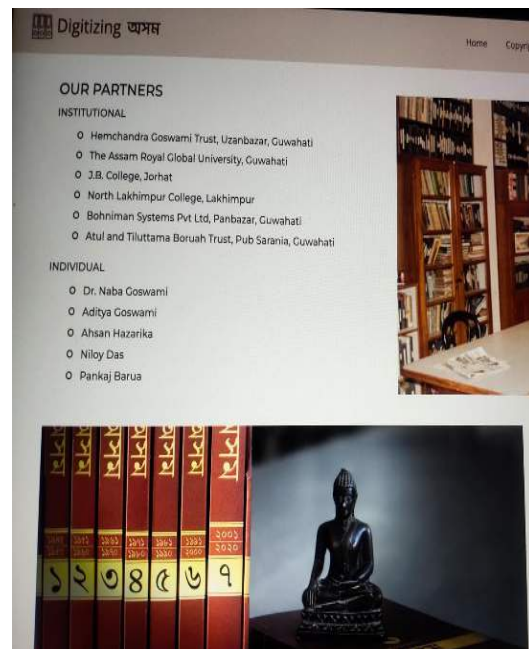 Digitizing অসম
Home
OUR PARTNERS
INSTITUTIONAL
Hemchandra Goswami Trust, Uzanbazar, Guwahati
The Assam Royal Global University, Guwahati
J.B. College, Jorhat
North Lakhimpur College, Lakhimpur
Bohniman Systems Pvt Ltd, Panbazar, Guwahati
Atul and Tiluttama Boruah Trust, Pub Sarania, Guwahati
INDIVIDUAL
Dr. Naba Goswami
Aditya Goswami
Ahsan Hazarika
Niloy Das
Pankaj Barua
২০০১
২০২০
১ ২ ৩ ৪ ৫ ৬ ৭